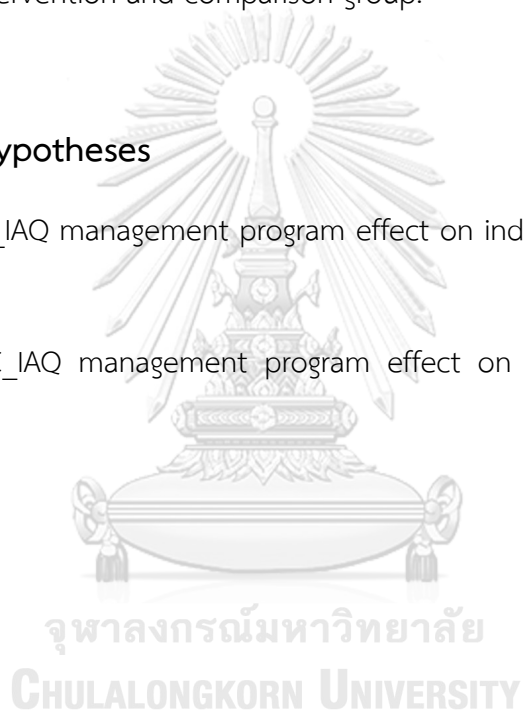 ervention and comparison group.
ypotheses
_IAQ management program effect on ind
_IAQ management program effect on
จุฬาลงกรณ์มหาวิทยาลัย
CHULALONGKORN UNIVERSITY